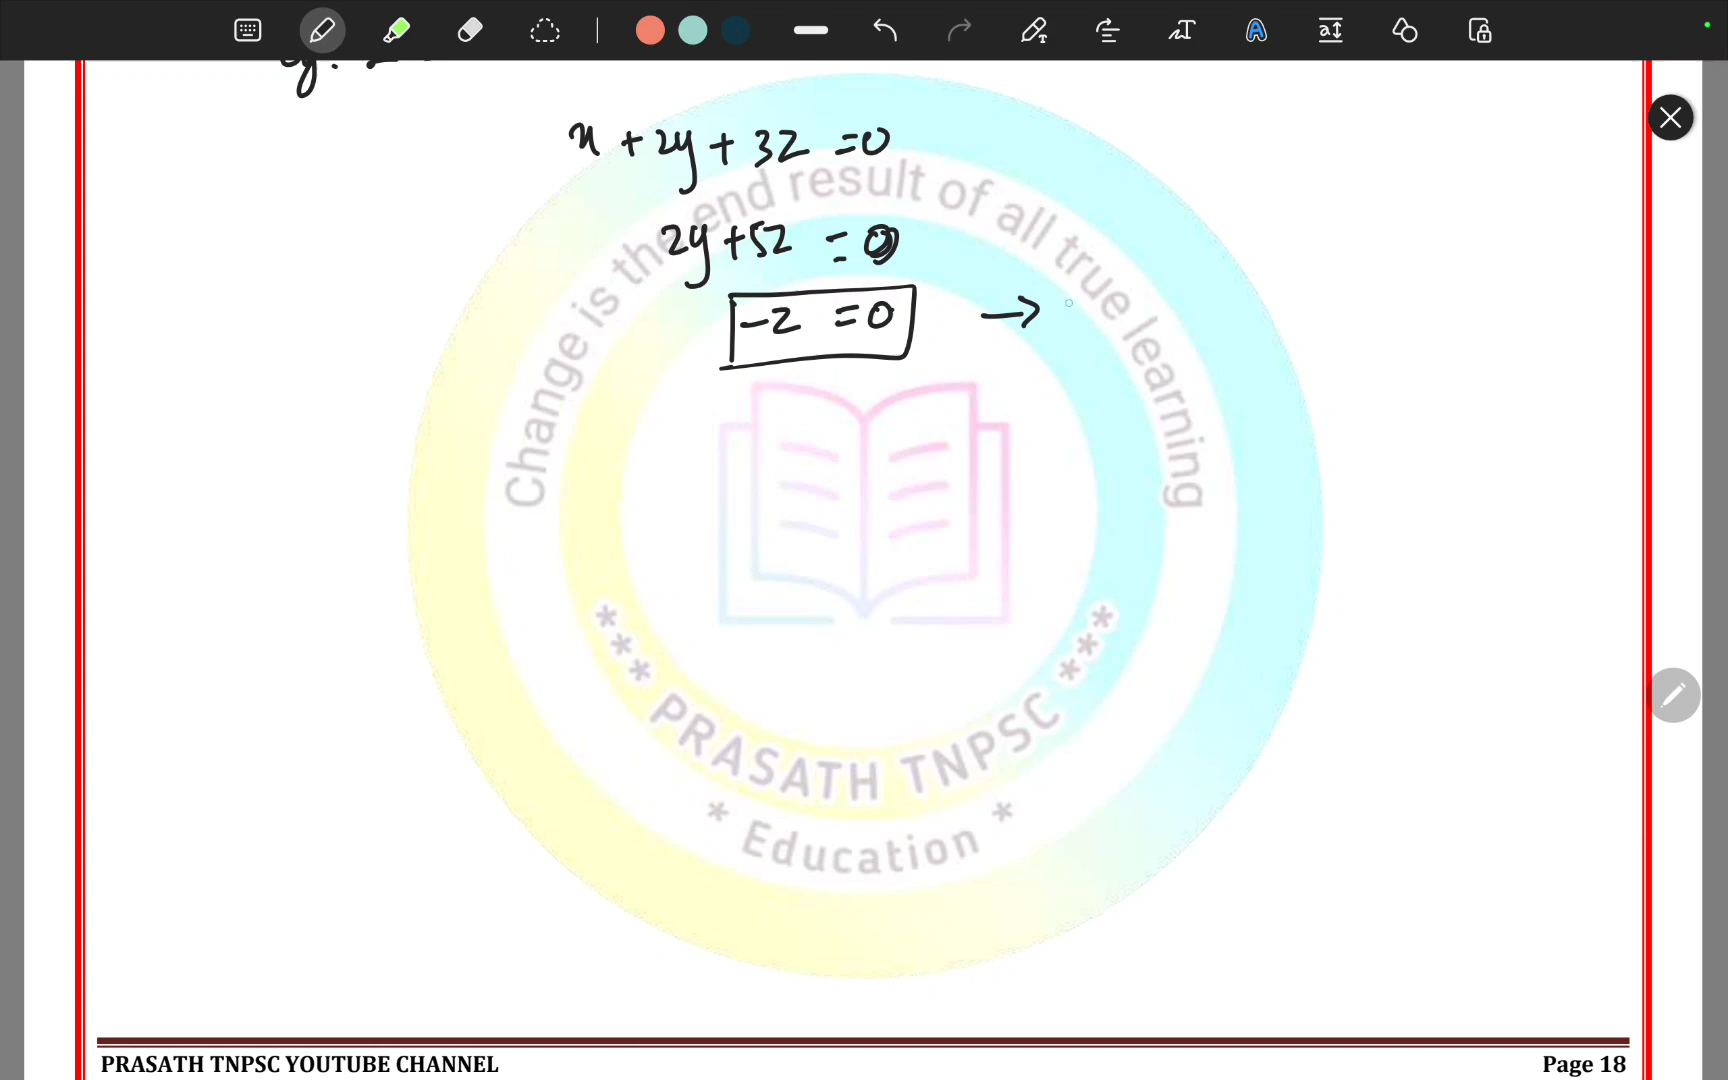 x + 2y + 3z = 0
2y + 5z = 0
-z = 0 →
Change is the end result of all true learning
*** PRASATH TNPSC ***
* Education *
PRASATH TNPSC YOUTUBE CHANNEL
Page 18